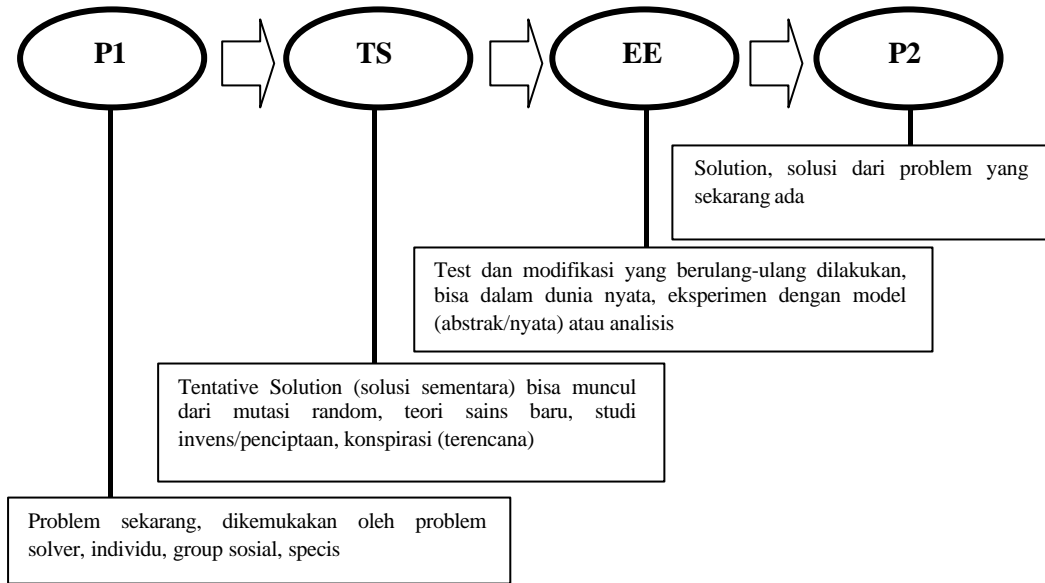 P1
TS
EE
P2
Solution, solusi dari problem yang
sekarang ada
Test dan modifikasi yang berulang-ulang dilakukan,
bisa dalam dunia nyata, eksperimen dengan model
(abstrak/nyata) atau analisis
Tentative Solution (solusi sementara) bisa muncul
dari mutasi random, teori sains baru, studi
invens/penciptaan, konspirasi (terencana)
Problem sekarang, dikemukakan oleh problem
solver, individu, group sosial, specis